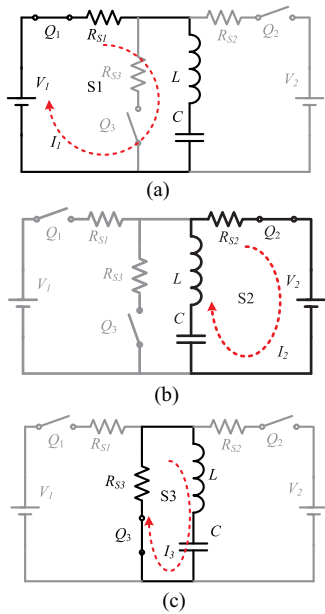 Q1 RS1 RS2 Q2
V1 S1 RS3 L V2
Q3 C
I1
(a)
Q1 RS1 RS2 Q2
V1 RS3 L S2 V2
Q3 C I2
(b)
Q1 RS1 RS2 Q2
V1 RS3 S3 L V2
Q3 I3 C
(c)